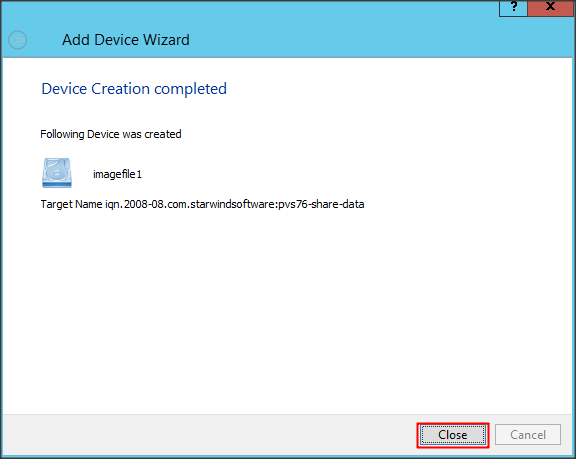 ?
x
Add Device Wizard
Device Creation completed
Following Device was created
imagefile1
Target Name iqn.2008-08.com.starwindsoftware:pvs76-share-data
Close
Cancel